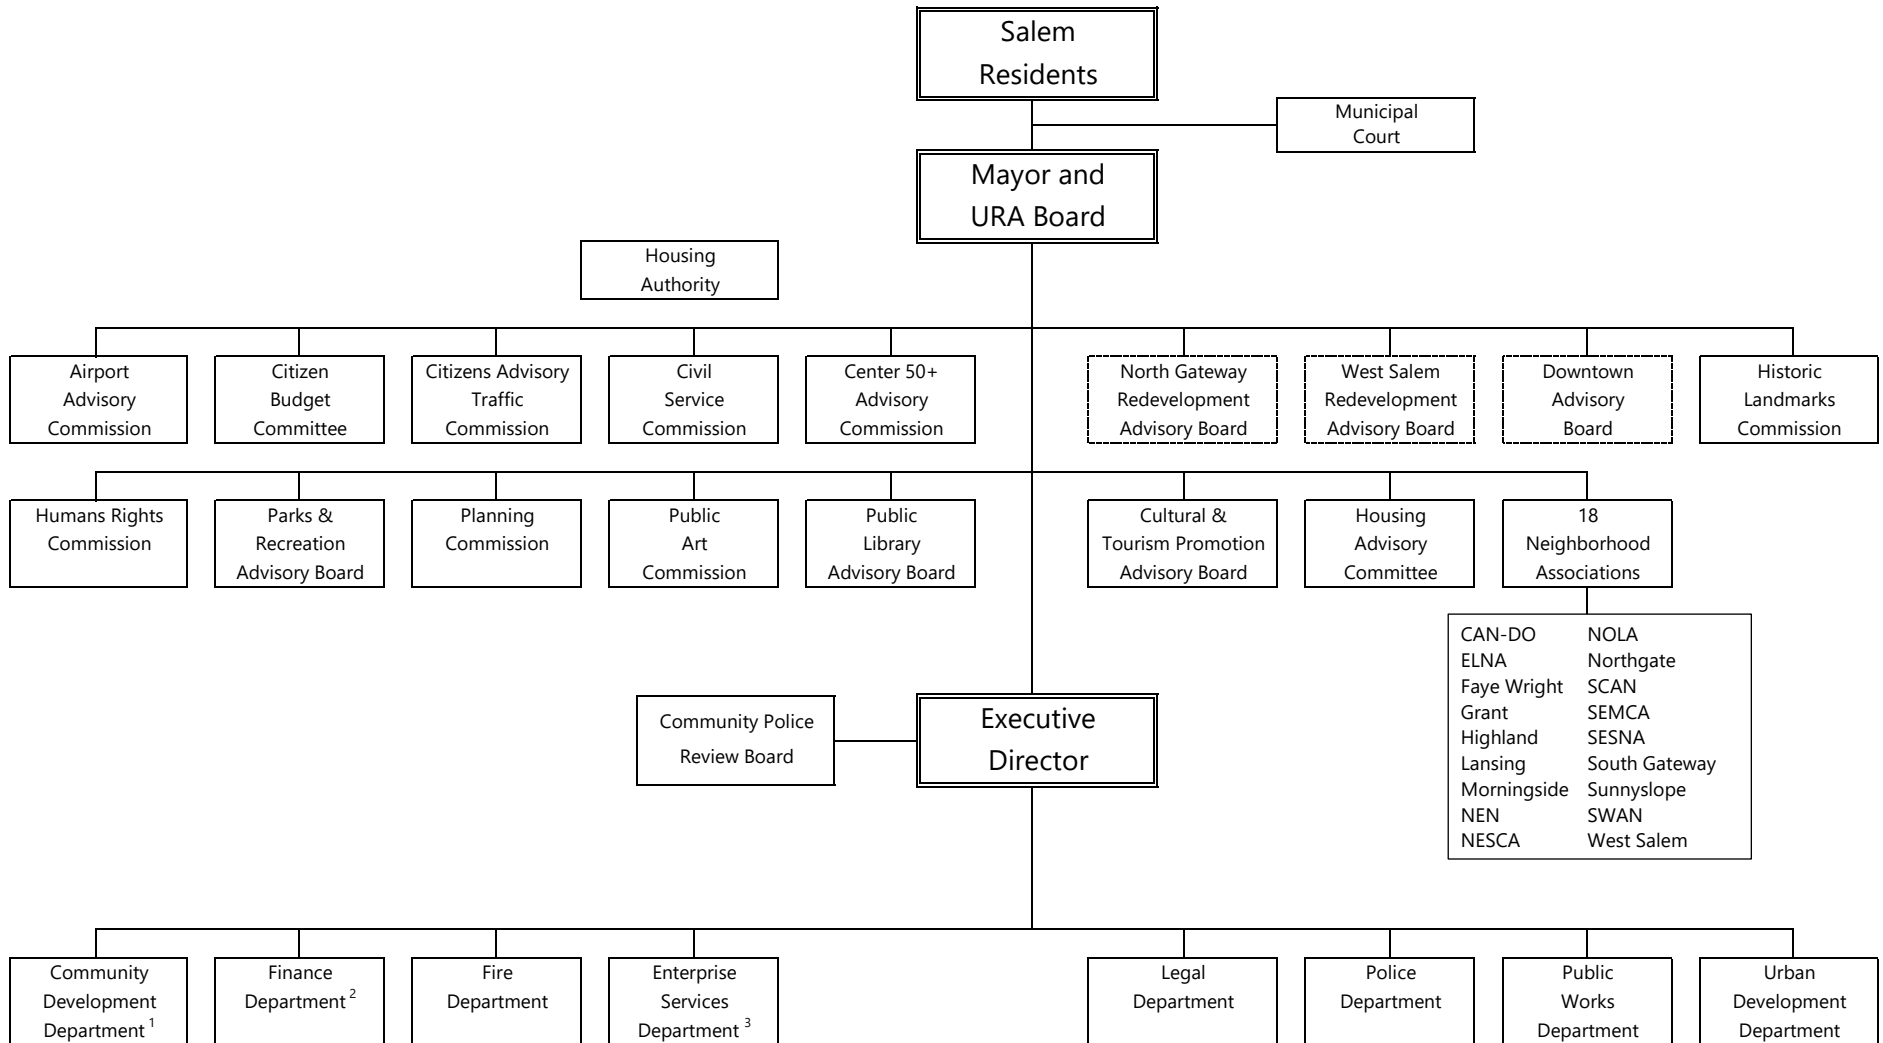 Salem
Residents
Municipal
Court
Mayor and
URA Board
Housing
Authority
Airport
Advisory
Commission
Citizen
Budget
Committee
Citizens Advisory
Traffic
Commission
Civil
Service
Commission
Center 50+
Advisory
Commission
North Gateway
Redevelopment
Advisory Board
West Salem
Redevelopment
Advisory Board
Downtown
Advisory
Board
Historic
Landmarks
Commission
Humans Rights
Commission
Parks &
Recreation
Advisory Board
Planning
Commission
Public
Art
Commission
Public
Library
Advisory Board
Cultural &
Tourism Promotion
Advisory Board
Housing
Advisory
Committee
18
Neighborhood
Associations
CAN-DO
ELNA
Faye Wright
Grant
Highland
Lansing
Morningside
NEN
NESCA
NOLA
Northgate
SCAN
SEMCA
SESNA
South Gateway
Sunnyslope
SWAN
West Salem
Community Police
Review Board
Executive
Director
Community
Development
Department 1
Finance
Department 2
Fire
Department
Enterprise
Services
Department 3
Legal
Department
Police
Department
Public
Works
Department
Urban
Development
Department